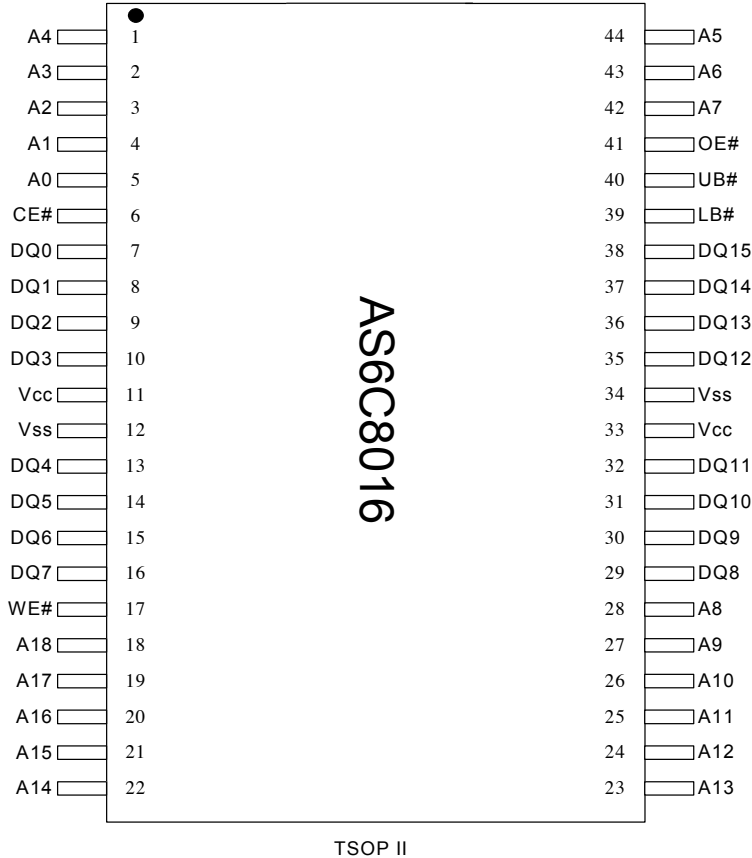 A4 1 44 A5
A3 2 43 A6
A2 3 42 A7
A1 4 41 OE#
A0 5 40 UB#
CE# 6 39 LB#
DQ0 7 38 DQ15
DQ1 8 37 DQ14
DQ2 9 36 DQ13
DQ3 10 35 DQ12
Vcc 11 34 Vss
Vss 12 33 Vcc
DQ4 13 32 DQ11
DQ5 14 31 DQ10
DQ6 15 30 DQ9
DQ7 16 29 DQ8
WE# 17 28 A8
A18 18 27 A9
A17 19 26 A10
A16 20 25 A11
A15 21 24 A12
A14 22 23 A13
AS6C8016
TSOP II